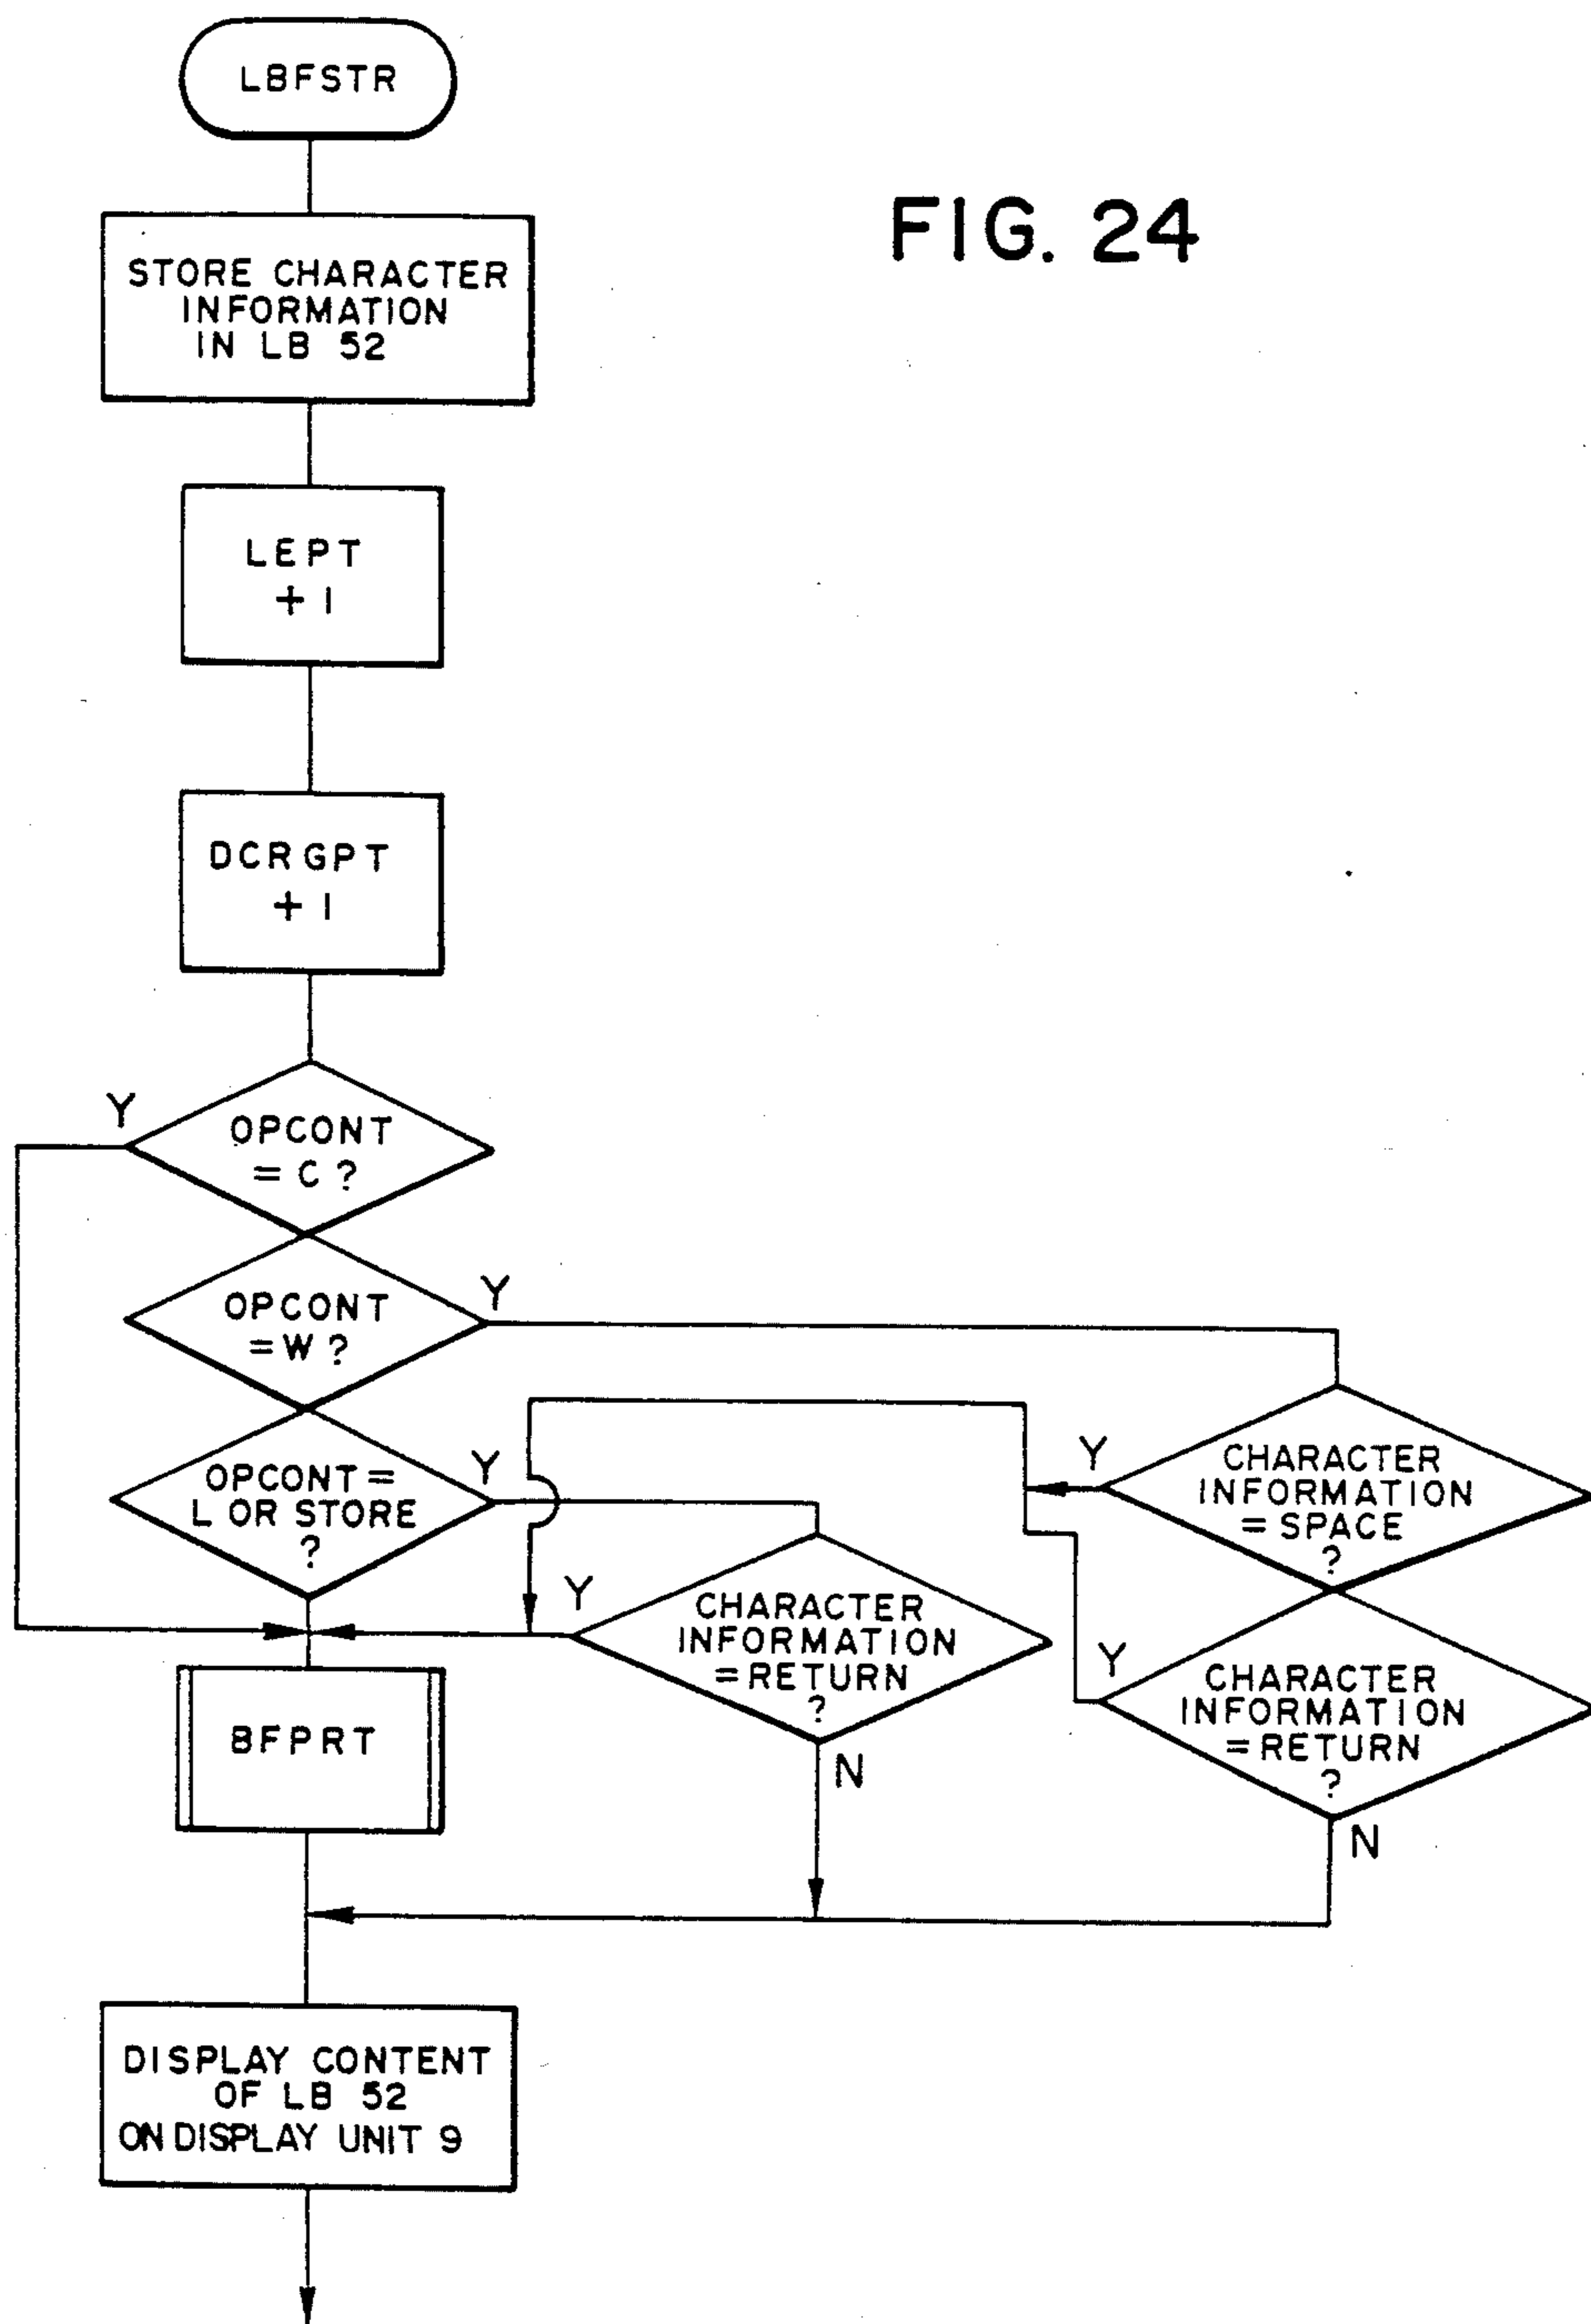 LBFSTR
FIG. 24
STORE CHARACTER
INFORMATION
IN LB 52
LEPT
+1
DCRGPT
+1
Y
OPCONT
=C?
Y
OPCONT
=W?
Y
OPCONT=
L OR STORE
?
Y
CHARACTER
INFORMATION
=SPACE
?
Y
CHARACTER
INFORMATION
=RETURN
?
N
Y
CHARACTER
INFORMATION
=RETURN
?
N
BFPRT
DISPLAY CONTENT
OF LB 52
ON DISPLAY UNIT 9